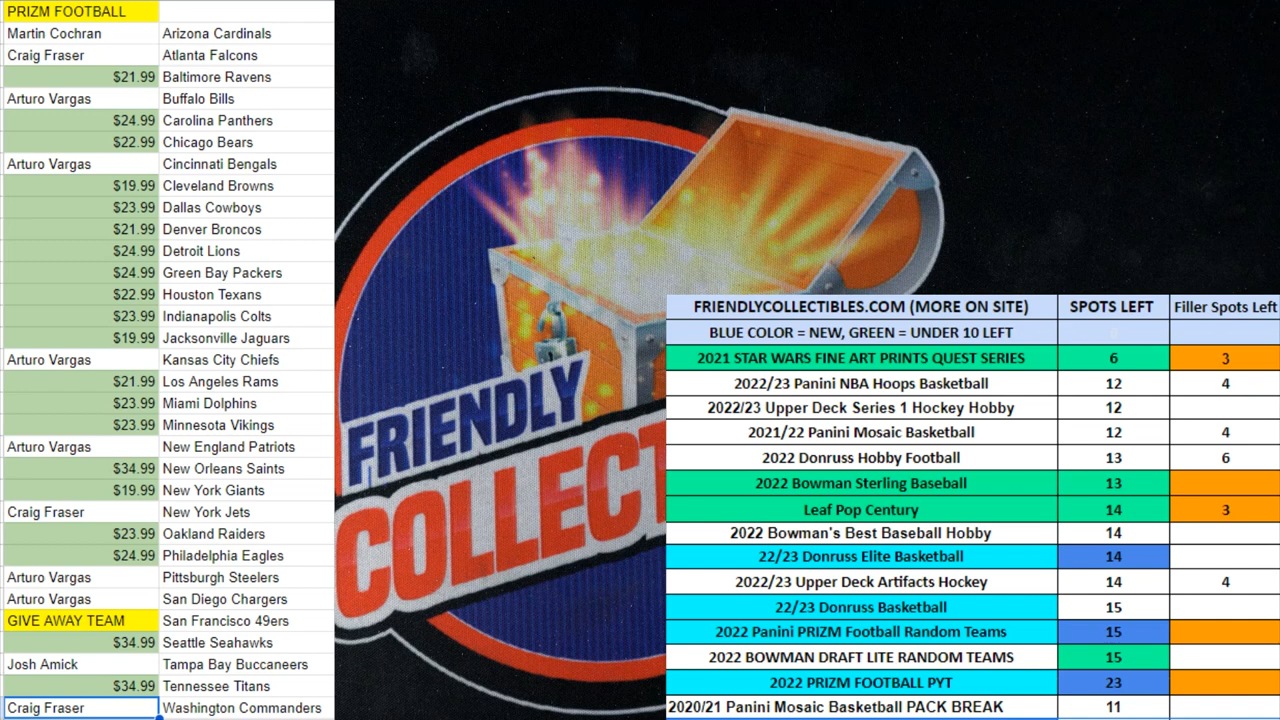 PRIZM FOOTBALL
Martin Cochran Arizona Cardinals
Craig Fraser Atlanta Falcons
$21.99 Baltimore Ravens
Arturo Vargas Buffalo Bills
$24.99 Carolina Panthers
$22.99 Chicago Bears
Arturo Vargas Cincinnati Bengals
$19.99 Cleveland Browns
$23.99 Dallas Cowboys
$21.99 Denver Broncos
$24.99 Detroit Lions
$24.99 Green Bay Packers
$22.99 Houston Texans
$23.99 Indianapolis Colts
$19.99 Jacksonville Jaguars
Arturo Vargas Kansas City Chiefs
$21.99 Los Angeles Rams
$23.99 Miami Dolphins
$23.99 Minnesota Vikings
Arturo Vargas New England Patriots
$34.99 New Orleans Saints
$19.99 New York Giants
Craig Fraser New York Jets
$23.99 Oakland Raiders
$24.99 Philadelphia Eagles
Arturo Vargas Pittsburgh Steelers
Arturo Vargas San Diego Chargers
GIVE AWAY TEAM San Francisco 49ers
$34.99 Seattle Seahawks
Josh Amick Tampa Bay Buccaneers
$34.99 Tennessee Titans
Craig Fraser Washington Commanders
FRIENDLY
COLLECT
FRIENDLYCOLLECTIBLES.COM (MORE ON SITE) SPOTS LEFT Filler Spots Left
BLUE COLOR = NEW, GREEN = UNDER 10 LEFT
2021 STAR WARS FINE ART PRINTS QUEST SERIES 6 3
2022/23 Panini NBA Hoops Basketball 12 4
2022/23 Upper Deck Series 1 Hockey Hobby 12
2021/22 Panini Mosaic Basketball 12 4
2022 Donruss Hobby Football 13 6
2022 Bowman Sterling Baseball 13
Leaf Pop Century 14 3
2022 Bowman's Best Baseball Hobby 14
22/23 Donruss Elite Basketball 14
2022/23 Upper Deck Artifacts Hockey 14 4
22/23 Donruss Basketball 15
2022 Panini PRIZM Football Random Teams 15
2022 BOWMAN DRAFT LITE RANDOM TEAMS 15
2022 PRIZM FOOTBALL PYT 23
2020/21 Panini Mosaic Basketball PACK BREAK 11